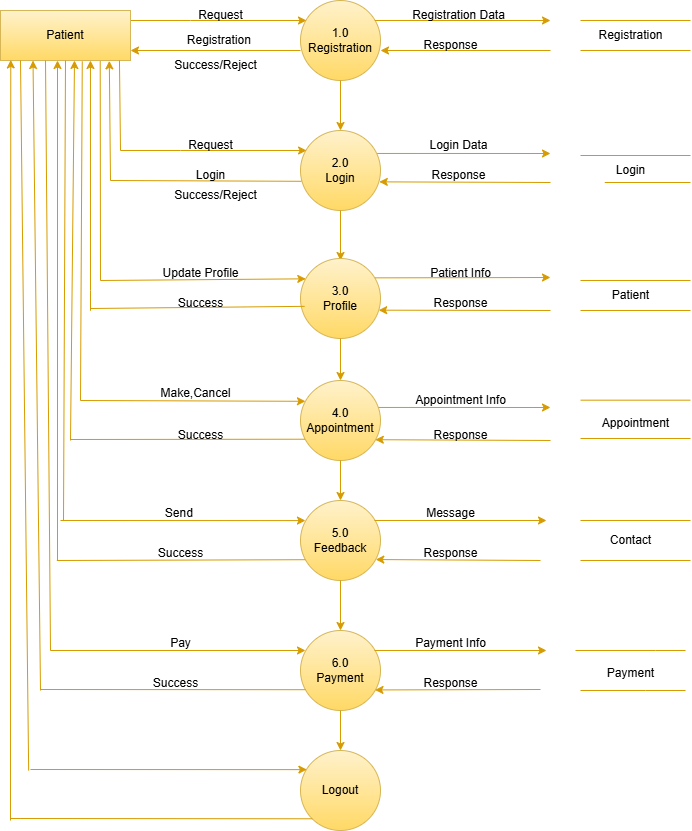 Patient
Request
1.0
Registration
Registration Data
Registration
Registration
Response
Success/Reject
Request
2.0
Login
Login Data
Login
Login
Response
Success/Reject
Update Profile
3.0
Profile
Patient Info
Patient
Success
Response
Make,Cancel
4.0
Appointment
Appointment Info
Appointment
Success
Response
Send
5.0
Feedback
Message
Contact
Success
Response
Pay
6.0
Payment
Payment Info
Payment
Success
Response
Logout